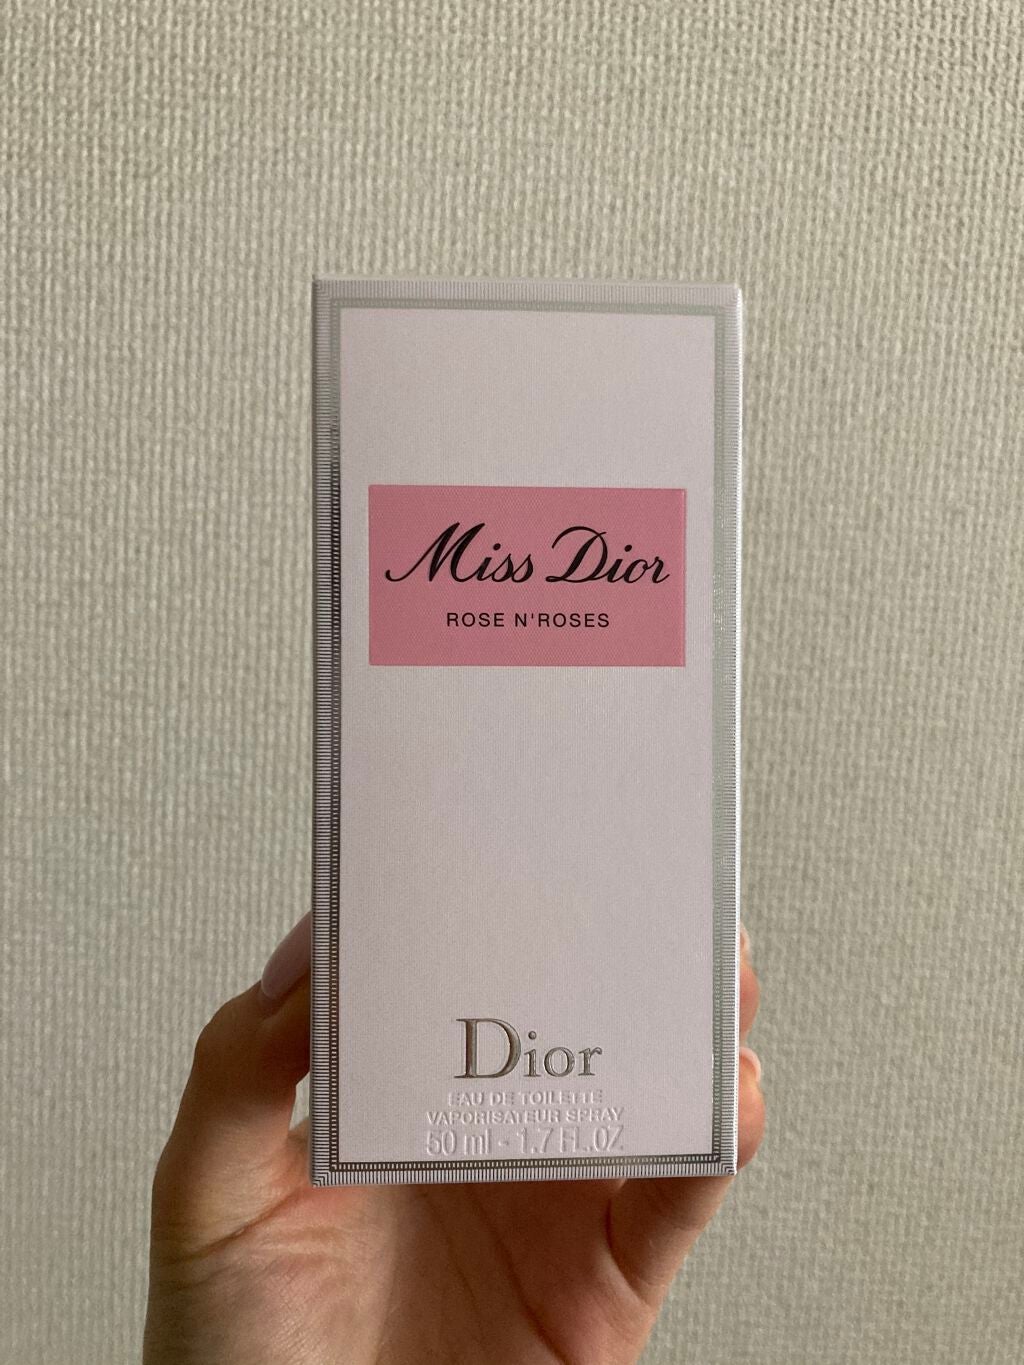 Miss Dior
ROSE N'ROSES
Dior
EAU DE TOILETTE
VAPORISATEUR SPRAY
50 ml - 1.7 FL.OZ